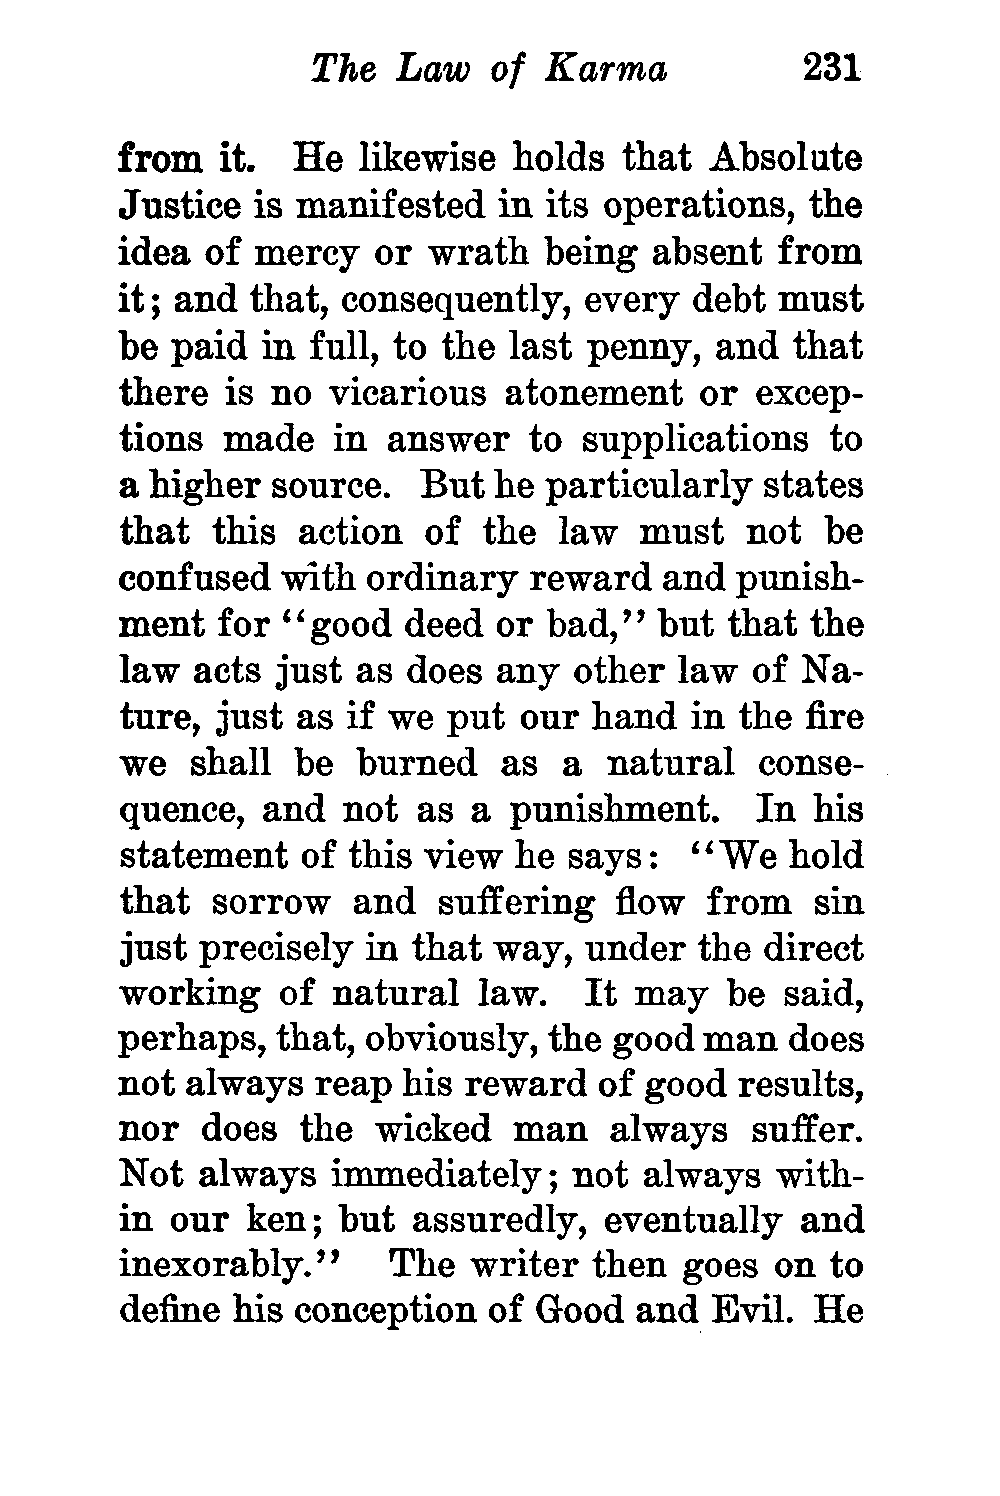 The Law of Karma 231
from it. He likewise holds that Absolute
Justice is manifested in its operations, the
idea of mercy or wrath being absent from
it; and that, consequently, every debt must
be paid in full, to the last penny, and that
there is no vicarious atonement or excep-
tions made in answer to supplications to
a higher source. But he particularly states
that this action of the law must not be
confused with ordinary reward and punish-
ment for "good deed or bad," but that the
law acts just as does any other law of Na-
ture, just as if we put our hand in the fire
we shall be burned as a natural conse-
quence, and not as a punishment. In his
statement of this view he says: "We hold
that sorrow and suffering flow from sin
just precisely in that way, under the direct
working of natural law. It may be said,
perhaps, that, obviously, the good man does
not always reap his reward of good results,
nor does the wicked man always suffer.
Not always immediately; not always with-
in our ken; but assuredly, eventually and
inexorably." The writer then goes on to
define his conception of Good and Evil. He